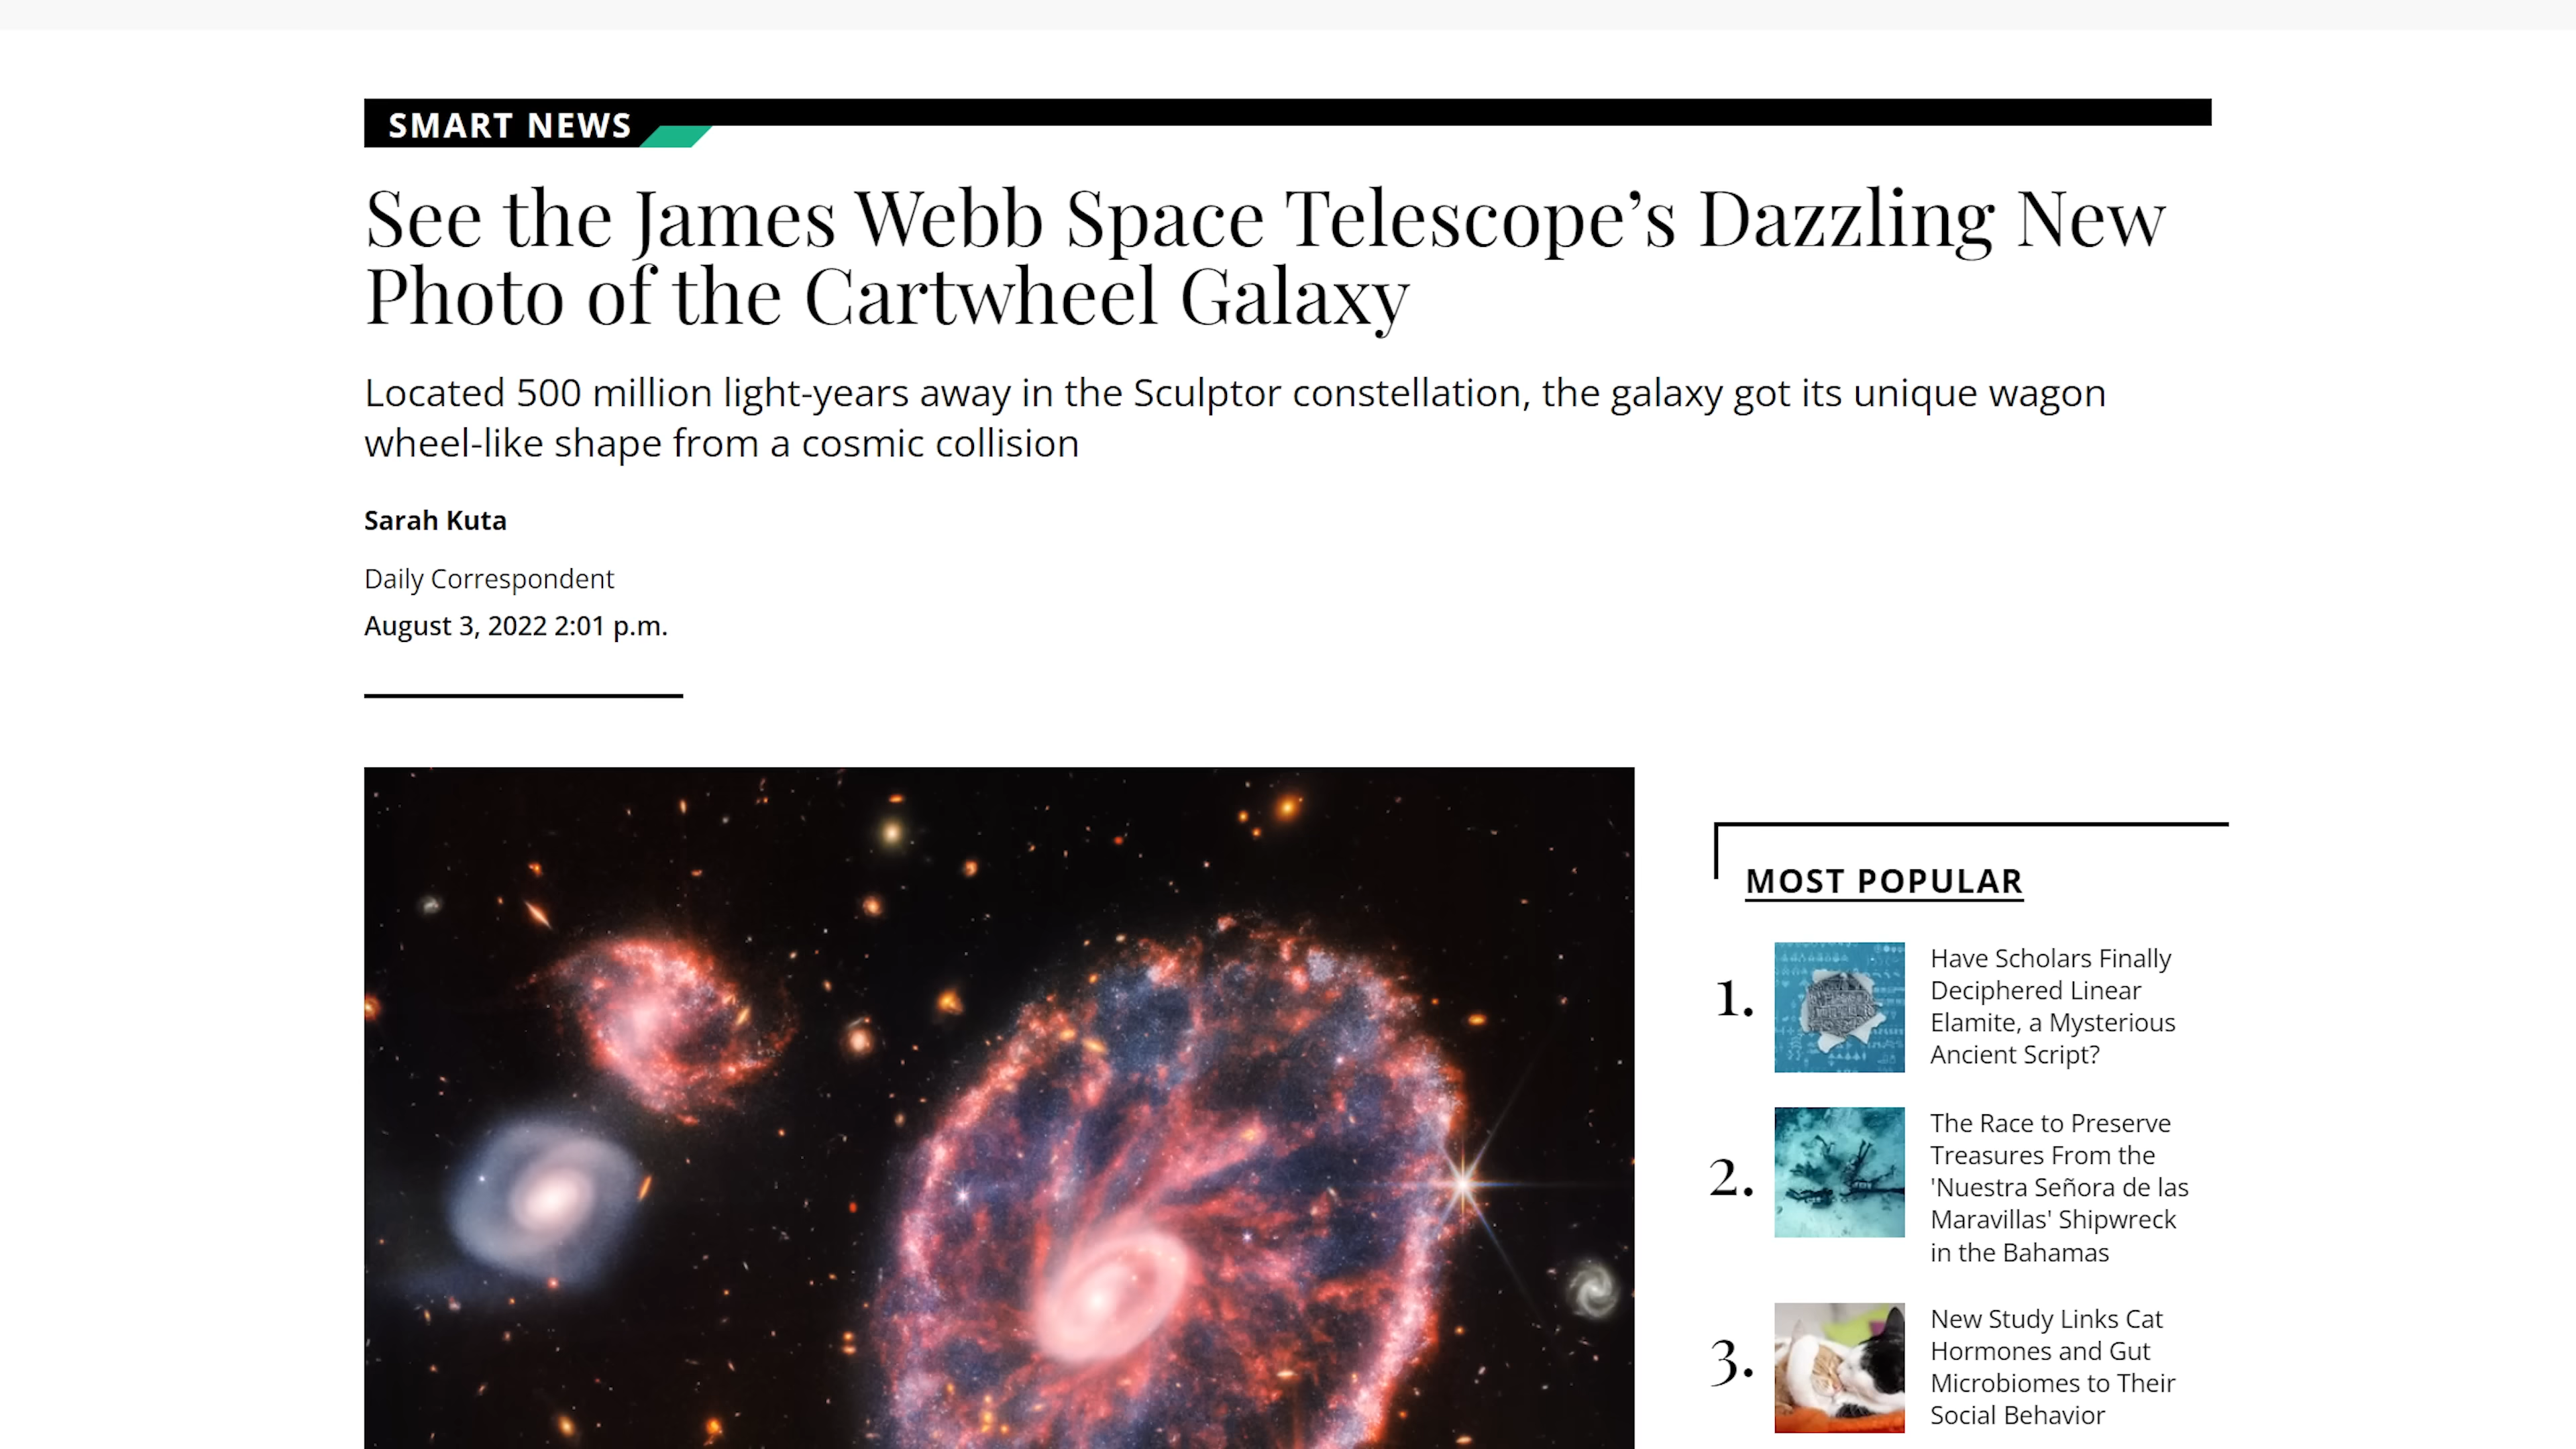 SMART NEWS
See the James Webb Space Telescope’s Dazzling New
Photo of the Cartwheel Galaxy
Located 500 million light-years away in the Sculptor constellation, the galaxy got its unique wagon
wheel-like shape from a cosmic collision
Sarah Kuta
Daily Correspondent
August 3, 2022 2:01 p.m.
MOST POPULAR
1.
Have Scholars Finally
Deciphered Linear
Elamite, a Mysterious
Ancient Script?
2.
The Race to Preserve
Treasures From the
'Nuestra Señora de las
Maravillas' Shipwreck
in the Bahamas
3.
New Study Links Cat
Hormones and Gut
Microbiomes to Their
Social Behavior